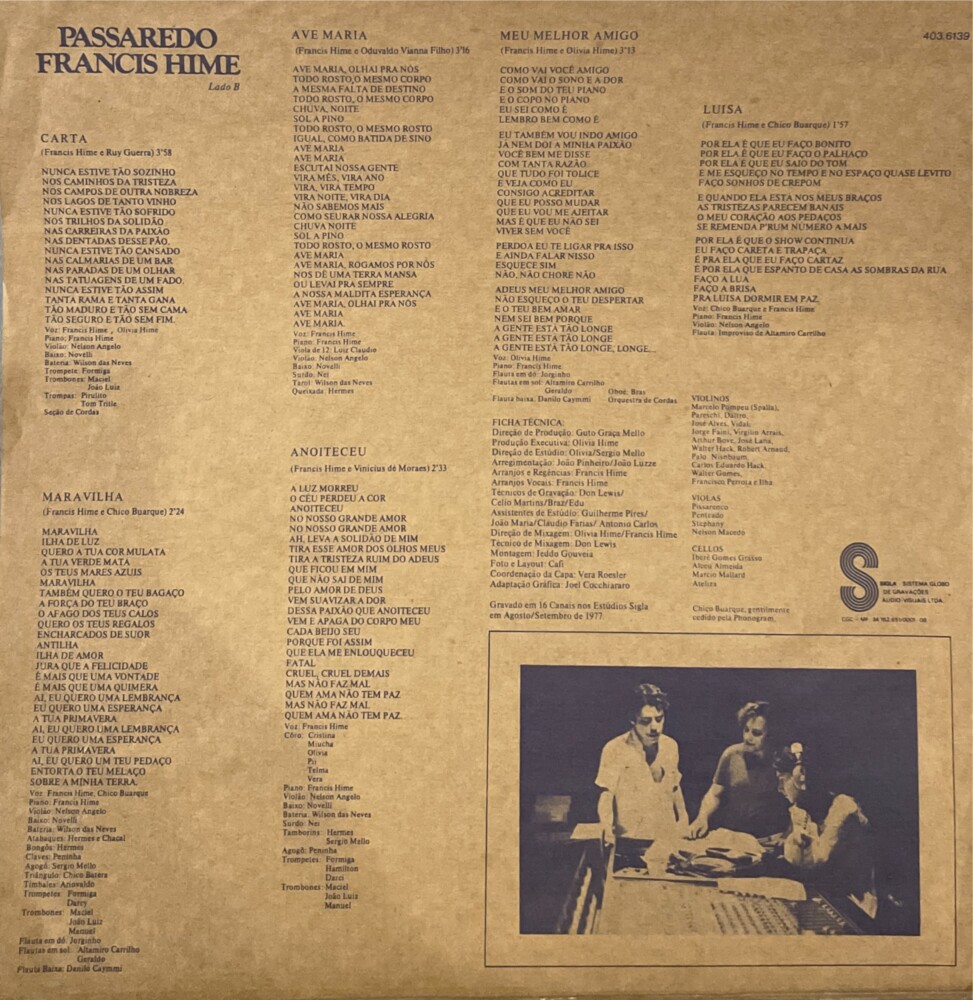 PASSAREDO
FRANCIS HIME
Lado B
CARTA
(Francis Hime e Ruy Guerra) 3'58
NUNCA ESTIVE TÃO SOZINHO
NOS CAMINHOS DA TRISTEZA
NOS CAMPOS DE OUTRA NOBREZA
NOS LAGOS DE TANTO VINHO
NUNCA ESTIVE TÃO SOFRIDO
NOS TRILHOS DA SOLIDÃO
NAS CARREIRAS DA PAIXÃO
NAS DENTADAS DESSE PÃO.
NUNCA ESTIVE TÃO CANSADO
NAS CALMARIAS DE UM BAR
NAS PARADAS DE UM OLHAR
NAS TATUAGENS DE UM FADO.
NUNCA ESTIVE TÃO ASSIM
TANTA RAMA E TANTA GANA
TÃO MADURO E TÃO SEM CAMA
TÃO SEGURO E TÃO SEM FIM.
Voz: Francis Hime , Olivia Hime
Piano: Francis Hime
Violão: Nelson Angelo
Baixo: Novelli
Bateria: Wilson das Neves
Trompete: Formiga
Trombones: Maciel
João Luiz
Trompas: Piruito
Tom Tritle
Seção de Cordas
MARAVILHA
(Francis Hime e Chico Buarque) 2'24
MARAVILHA
ILHA DE LUZ
QUERO A TUA COR MULATA
A TUA VERDE MATA
OS TEUS MARES AZUIS
MARAVILHA
TAMBÉM QUERO O TEU BAGAÇO
A FORÇA DO TEU BRAÇO
O AFAGO DOS TEUS CALOS
QUERO OS TEUS REGALOS
ENCHARCADOS DE SUOR
ANTILHA
ILHA DE AMOR
JURA QUE A FELICIDADE
É MAIS QUE UMA VONTADE
É MAIS QUE UMA QUIMERA
AI, EU QUERO UMA LEMBRANÇA
EU QUERO UMA ESPERANÇA
A TUA PRIMAVERA
AI, EU QUERO UMA LEMBRANÇA
EU QUERO UMA ESPERANÇA
A TUA PRIMAVERA
AI, EU QUERO UM TEU PEDAÇO
ENTORTA O TEU MELAÇO
SOBRE A MINHA TERRA.
Voz: Francis Hime, Chico Buarque
Piano: Francis Hime
Violão: Nelson Angelo
Baixo: Novelli
Bateria: Wilson das Neves
Atabaques: Hermes e Chacal
Bongôs: Hermes
Claves: Peninha
Agogô: Sergio Mello
Triângulo: Chico Batera
Timbales: Ariovaldo
Trompetes: Formiga
Darcy
Trombones: Maciel
João Luiz
Manuel
Flauta em dó: Jorginho
Flautas em sol: Altamiro Carrilho
Geraldo
Flauta Baixa: Danilo Caymmi
AVE MARIA
(Francis Hime e Oduvaldo Vianna Filho) 3'16
AVE MARIA, OLHAI PRA NÓS
TODO ROSTO,O MESMO CORPO
A MESMA FALTA DE DESTINO
TODO ROSTO, O MESMO CORPO
CHUVA, NOITE
SOL A PINO
TODO ROSTO, O MESMO ROSTO
IGUAL, COMO BATIDA DE SINO
AVE MARIA
AVE MARIA
ESCUTAI NOSSA GENTE
VIRA MÊS, VIRA ANO
VIRA, VIRA TEMPO
VIRA NOITE, VIRA DIA
NÃO SABEMOS MAIS
COMO SEURAR NOSSA ALEGRIA
CHUVA NOITE
SOL A PINO
TODO ROSTO, O MESMO ROSTO
AVE MARIA
AVE MARIA, ROGAMOS POR NÓS
NOS DE UMA TERRA MANSA
OU LEVAI PRA SEMPRE
A NOSSA MALDITA ESPERANÇA
AVE MARIA, OLHAI PRA NÓS
AVE MARIA
AVE MARIA.
Voz: Francis Hime
Piano: Francis Hime
Viola de 12: Luiz Claudio
Violão: Nelson Angelo
Baixo: Novelli
Surdo: Nei
Tarol: Wilson das Neves
Queixada: Hermes
ANOITECEU
(Francis Hime e Vinicius de Moraes) 2'33
A LUZ MORREU
O CÉU PERDEU A COR
ANOITECEU
NO NOSSO GRANDE AMOR
NO NOSSO GRANDE AMOR
AH, LEVA A SOLIDÃO DE MIM
TIRA ESSE AMOR DOS OLHOS MEUS
TIRA A TRISTEZA RUIM DO ADEUS
QUE FICOU EM MIM
QUE NÃO SAI DE MIM
PELO AMOR DE DEUS
VEM SUAVIZAR A DOR
DESSA PAIXÃO QUE ANOITECEU
VEM E APAGA DO CORPO MEU
CADA BEIJO SEU
PORQUE FOI ASSIM
QUE ELA ME ENLOUQUECEU
FATAL
CRUEL, CRUEL DEMAIS
MAS NÃO FAZ MAL
QUEM AMA NÃO TEM PAZ
MAS NÃO FAZ MAL
QUEM AMA NÃO TEM PAZ.
Voz: Francis Hime
Côro: Cristina
Miucha
Olivia
Pii
Telma
Vera
Piano: Francis Hime
Violão: Nelson Angelo
Baixo: Novelli
Bateria: Wilson das Neves
Surdo: Nei
Tamborins: Hermes
Sergio Mello
Agogô: Peninha
Trompetes: Formiga
Hamilton
Darci
Trombones: Maciel
João Luiz
Manuel
MEU MELHOR AMIGO
(Francis Hime e Olivia Hime) 3'13
COMO VAI VOCÊ AMIGO
COMO VAI O SONO E A DOR
E O SOM DO TEU PIANO
E O COPO NO PIANO
EU SEI COMO É
LEMBRO BEM COMO É
EU TAMBÉM VOU INDO AMIGO
JÁ NEM DOI A MINHA PAIXÃO
VOCÊ BEM ME DISSE
COM TANTA RAZÃO
QUE TUDO FOI TOLICE
E VEJA COMO EU
CONSIGO ACREDITAR
QUE EU POSSO MUDAR
QUE EU VOU ME AJEITAR
MAS É QUE EU NÃO SEI
VIVER SEM VOCÊ
PERDOA EU TE LIGAR PRA ISSO
E AINDA FALAR NISSO
ESQUECE SIM
NÃO, NÃO CHORE NÃO
ADEUS MEU MELHOR AMIGO
NÃO ESQUEÇO O TEU DESPERTAR
E O TEU BEM AMAR
NEM SEI BEM PORQUE
A GENTE ESTÁ TÃO LONGE
A GENTE ESTÁ TÃO LONGE
A GENTE ESTÁ TÃO LONGE, LONGE...
Voz: Olivia Hime
Piano: Francis Hime
Flauta em dó: Jorginho
Flautas em sol: Altamiro Carrilho
Geraldo Oboé: Bras
Flauta baixa: Danilo Caymmi Orquestra de Cordas
FICHA TÉCNICA:
Direção de Produção: Guto Graça Mello
Produção Executiva: Olivia Hime
Direção de Estúdio: Olivia/Sergio Mello
Arregimentação: João Pinheiro/João Luzze
Arranjos e Regências: Francis Hime
Arranjos Vocais: Francis Hime
Técnicos de Gravação: Don Lewis/
Celio Martins/Braz/Edu
Assistentes de Estúdio: Guilherme Pires/
João Maria/Cláudio Farias/ Antonio Carlos
Direção de Mixagem: Olivia Hime/Francis Hime
Técnico de Mixagem: Don Lewis
Montagem: Ieddo Gouveia
Foto e Layout: Cafi
Coordenação da Capa: Vera Roesler
Adaptação Gráfica: Joel Cocchiararo
Gravado em 16 Canais nos Estúdios Sigla
em Agosto/Setembro de 1977
403.6139
LUISA
(Francis Hime e Chico Buarque) 1'57
POR ELA É QUE EU FAÇO BONITO
POR ELA É QUE EU FAÇO O PALHAÇO
POR ELA É QUE EU SAIO DO TOM
E ME ESQUEÇO NO TEMPO E NO ESPAÇO QUASE LEVITO
FAÇO SONHOS DE CREPOM
E QUANDO ELA ESTA NOS MEUS BRAÇOS
AS TRISTEZAS PARECEM BANAIS
O MEU CORAÇÃO AOS PEDAÇOS
SE REMENDA P'RUM NÚMERO A MAIS
POR ELA É QUE O SHOW CONTINUA
EU FAÇO CARETA E TRAPAÇA
É PRA ELA QUE EU FAÇO CARTAZ
É POR ELA QUE ESPANTO DE CASA AS SOMBRAS DA RUA
FAÇO A LUA
FAÇO A BRISA
PRA LUISA DORMIR EM PAZ.
Voz: Chico Buarque e Francis Hime
Piano: Francis Hime
Violão: Nelson Angelo
Flauta: Improviso de Altamiro Carrilho
VIOLINOS
Marcelo Pompeu (Spalla),
Pareschi, Daltro,
José Alves, Vidal,
Jorge Faini, Virgilio Arrais,
Arthur Bove, José Lana,
Walter Hack, Robert Arnaud,
Paulo Nisenbaum,
Carlos Eduardo Hack,
Walter Gomes,
Francisco Perrota e Ilha
VIOLAS
Pissarenco
Penteado
Stephany
Nelson Macedo
CELLOS
Iberê Gomes Grosso
Alceu Almeida
Marcio Mallard
Atelisa
Chico Buarque, gentilmente
cedido pela Phonogram.
SIGLA - SISTEMA GLOBO
DE GRAVAÇÕES
ÁUDIO VISUAIS LTDA.